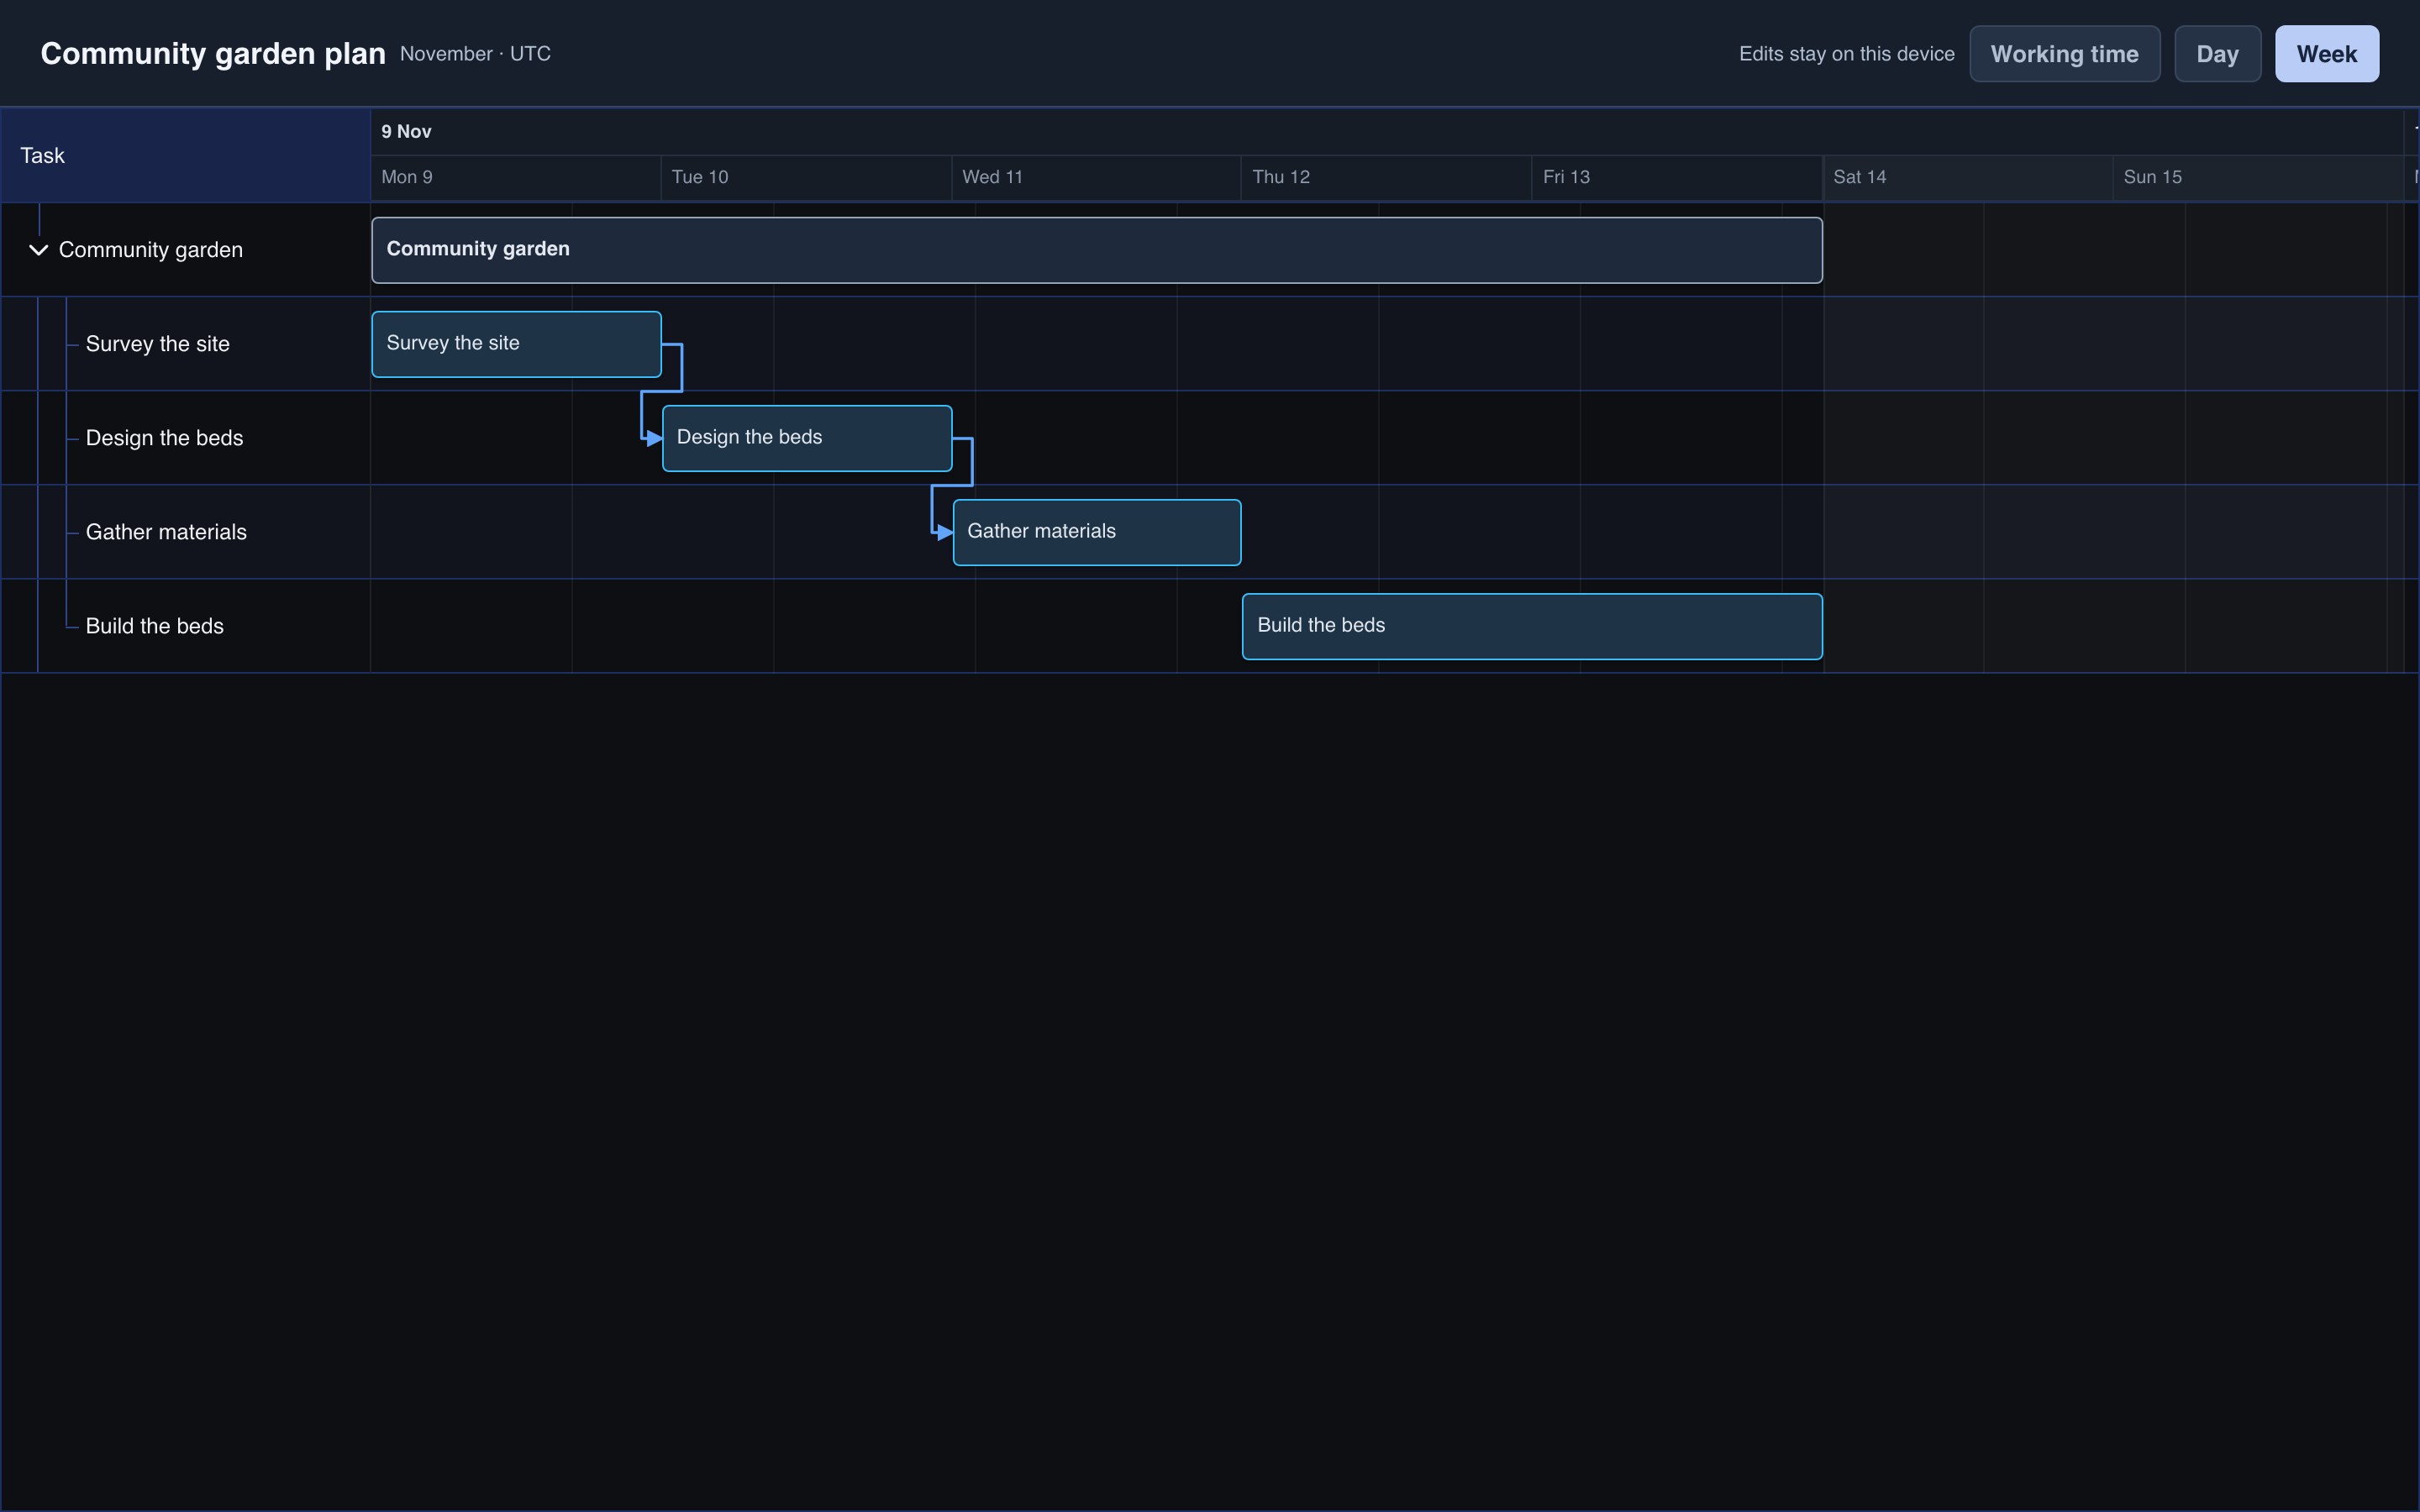 Community garden plan November · UTC
Edits stay on this device Working time Day Week
Task
9 Nov
Mon 9 Tue 10 Wed 11 Thu 12 Fri 13 Sat 14 Sun 15
Community garden Community garden
Survey the site Survey the site
Design the beds Design the beds
Gather materials Gather materials
Build the beds Build the beds